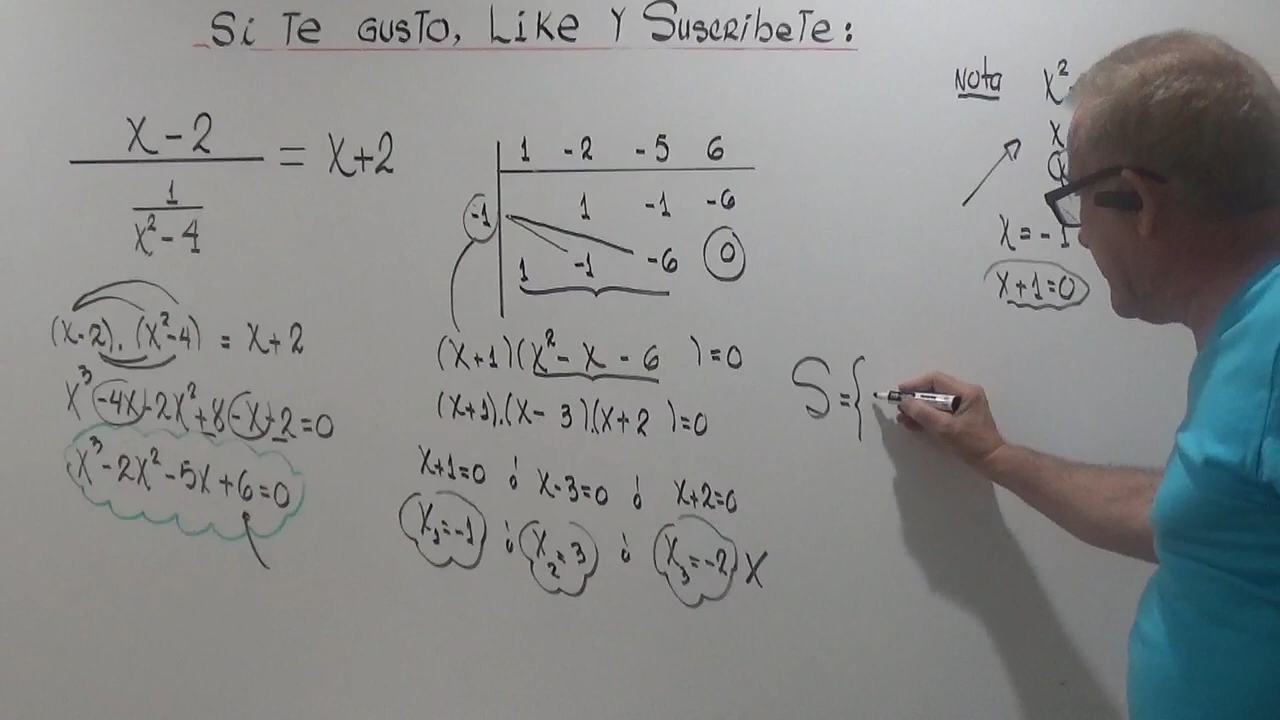 Si Te GUSTO, Like Y SuscRibeTe:
x-2
1
x²-4
= x+2
(x-2).(x²-4) = x+2
x³-4x-2x²+8-x-2=0
x³-2x²-5x+6=0
1 -2 -5 6
-1
1 -1 -6
1 -1 -6 0
(x+1)(x²-x-6 )=0
(x+1).(x-3)(x+2)=0
x+1=0 ó x-3=0 ó x+2=0
x₁=-1 ó x₂=3 ó x₃=-2 X
S={
Nota x²
x
x=-1
x+1=0